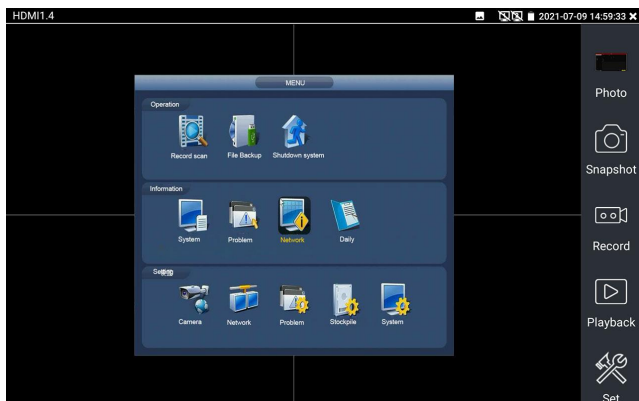 HDMI1.4
2021-07-09 14:59:33
MENU
Operation
Record scan
File Backup
Shutdown system
Information
System
Problem
Network
Daily
Setting
Camera
Network
Problem
Stockpile
System
Photo
Snapshot
Record
Playback
Set